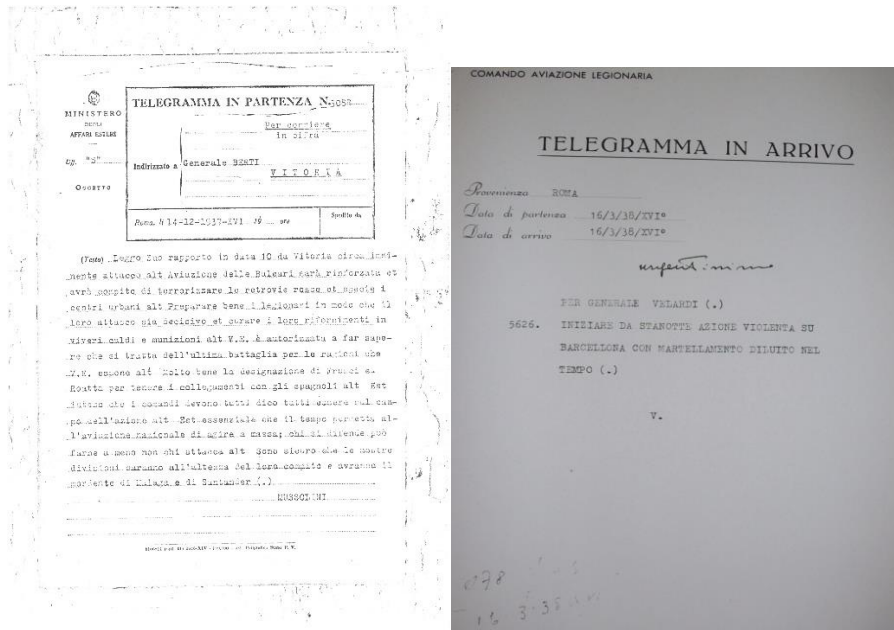 MINISTERO
DEGLI
AFFARI ESTERI
TELEGRAMMA IN PARTENZA N. 5052
Per corriere
in cifra
Indirizzato a Generale BERTI
VITORIA
OGGETTO
Roma, li 14-12-1937-XVI 19 ore
Spedito da
(Testo) Leggo Suo rapporto in data 10 da Vitoria circa immi-
nente attacco alt Aviazione delle Baleari sarà rinforzata et
avrà compito di terrorizzare le retrovie rosse et specie i
centri urbani alt Preparare bene i legionari in modo che il
loro attacco sia decisivo et curare i loro rifornimenti in
viveri caldi e munizioni alt V.E. è autorizzata a far sape-
re che si tratta dell'ultima battaglia per le ragioni che
V.E. espone alt Molto bene la designazione di Frusci e
Roatta per tenere i collegamenti con gli spagnoli alt Est
inteso che i comandi devono tutti dico tutti essere sul cam-
po dell'azione alt Est essenziale che il tempo permetta al-
l'aviazione nazionale di agire a massa; chi si difende può
farne a meno non chi attacca alt Sono sicuro che le nostre
divisioni saranno all'altezza del loro compito e avranno il
mordente di Malaga e di Santander (.)
MUSSOLINI
COMANDO AVIAZIONE LEGIONARIA
TELEGRAMMA IN ARRIVO
Provenienza ROMA
Data di partenza 16/3/38/XVI°
Data di arrivo 16/3/38/XVI°
urgentissimo
PER GENERALE VELARDI (.)
5626. INIZIARE DA STANOTTE AZIONE VIOLENTA SU
BARCELLONA CON MARTELLAMENTO DILUITO NEL
TEMPO (.)
V.